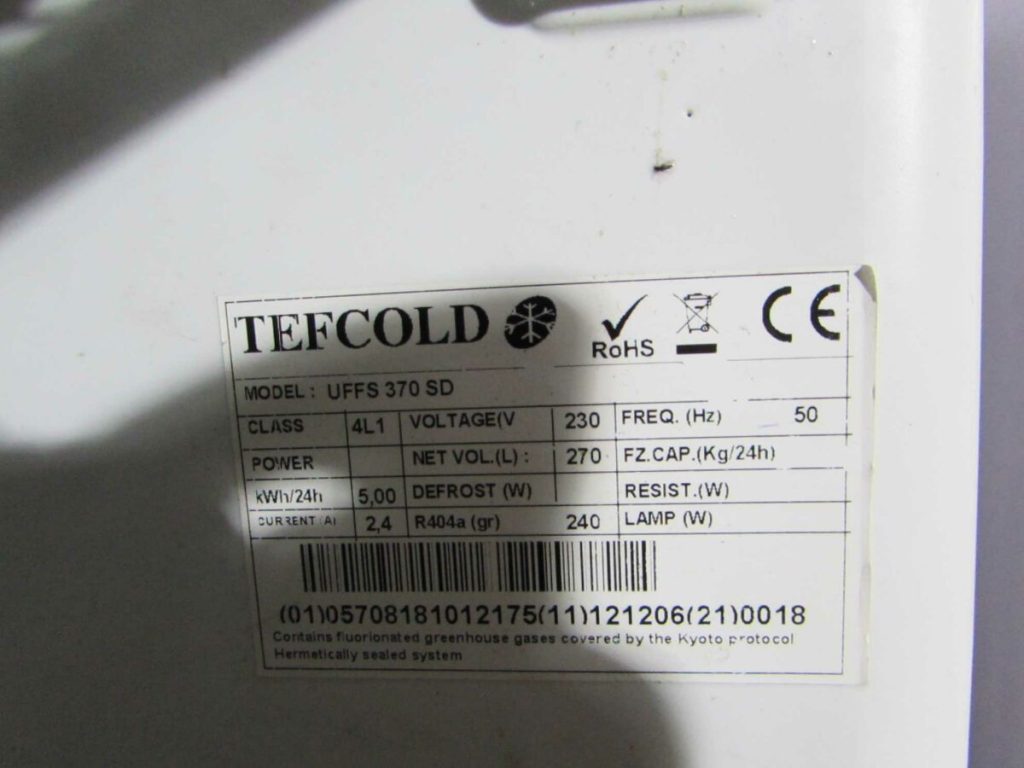 TEFCOLD
RoHS
CE
MODEL : UFFS 370 SD
CLASS 4L1 VOLTAGE(V 230 FREQ. (Hz) 50
POWER NET VOL.(L) : 270 FZ.CAP.(Kg/24h)
kWh/24h 5,00 DEFROST (W) RESIST.(W)
CURRENT (A) 2,4 R404a (gr) 240 LAMP (W)
(01)05708181012175(11)121206(21)0018
Contains fluorionated greenhouse gases covered by the Kyoto protocol
Hermetically sealed system